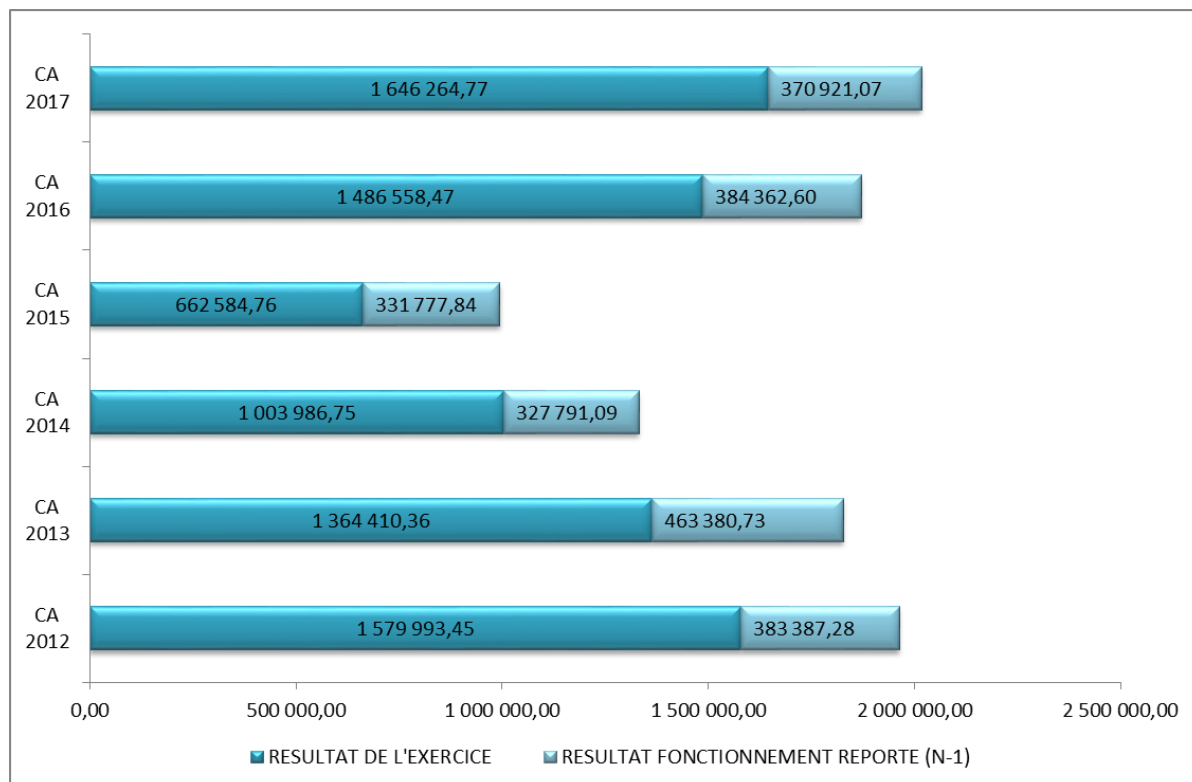 CA
2017
1 646 264,77 370 921,07
CA
2016
1 486 558,47 384 362,60
CA
2015
662 584,76 331 777,84
CA
2014
1 003 986,75 327 791,09
CA
2013
1 364 410,36 463 380,73
CA
2012
1 579 993,45 383 387,28
0,00 500 000,00 1 000 000,00 1 500 000,00 2 000 000,00 2 500 000,00
RESULTAT DE L'EXERCICE RESULTAT FONCTIONNEMENT REPORTE (N-1)